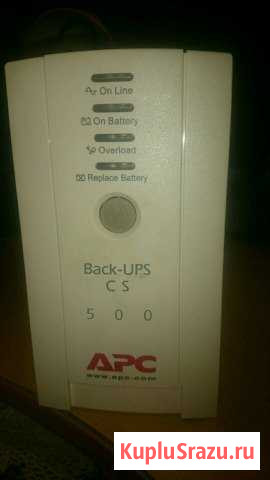 On Line
On Battery
Overload
Replace Battery
Back-UPS
CS
500
APC
www.apc.com
KupluSrazu.ru